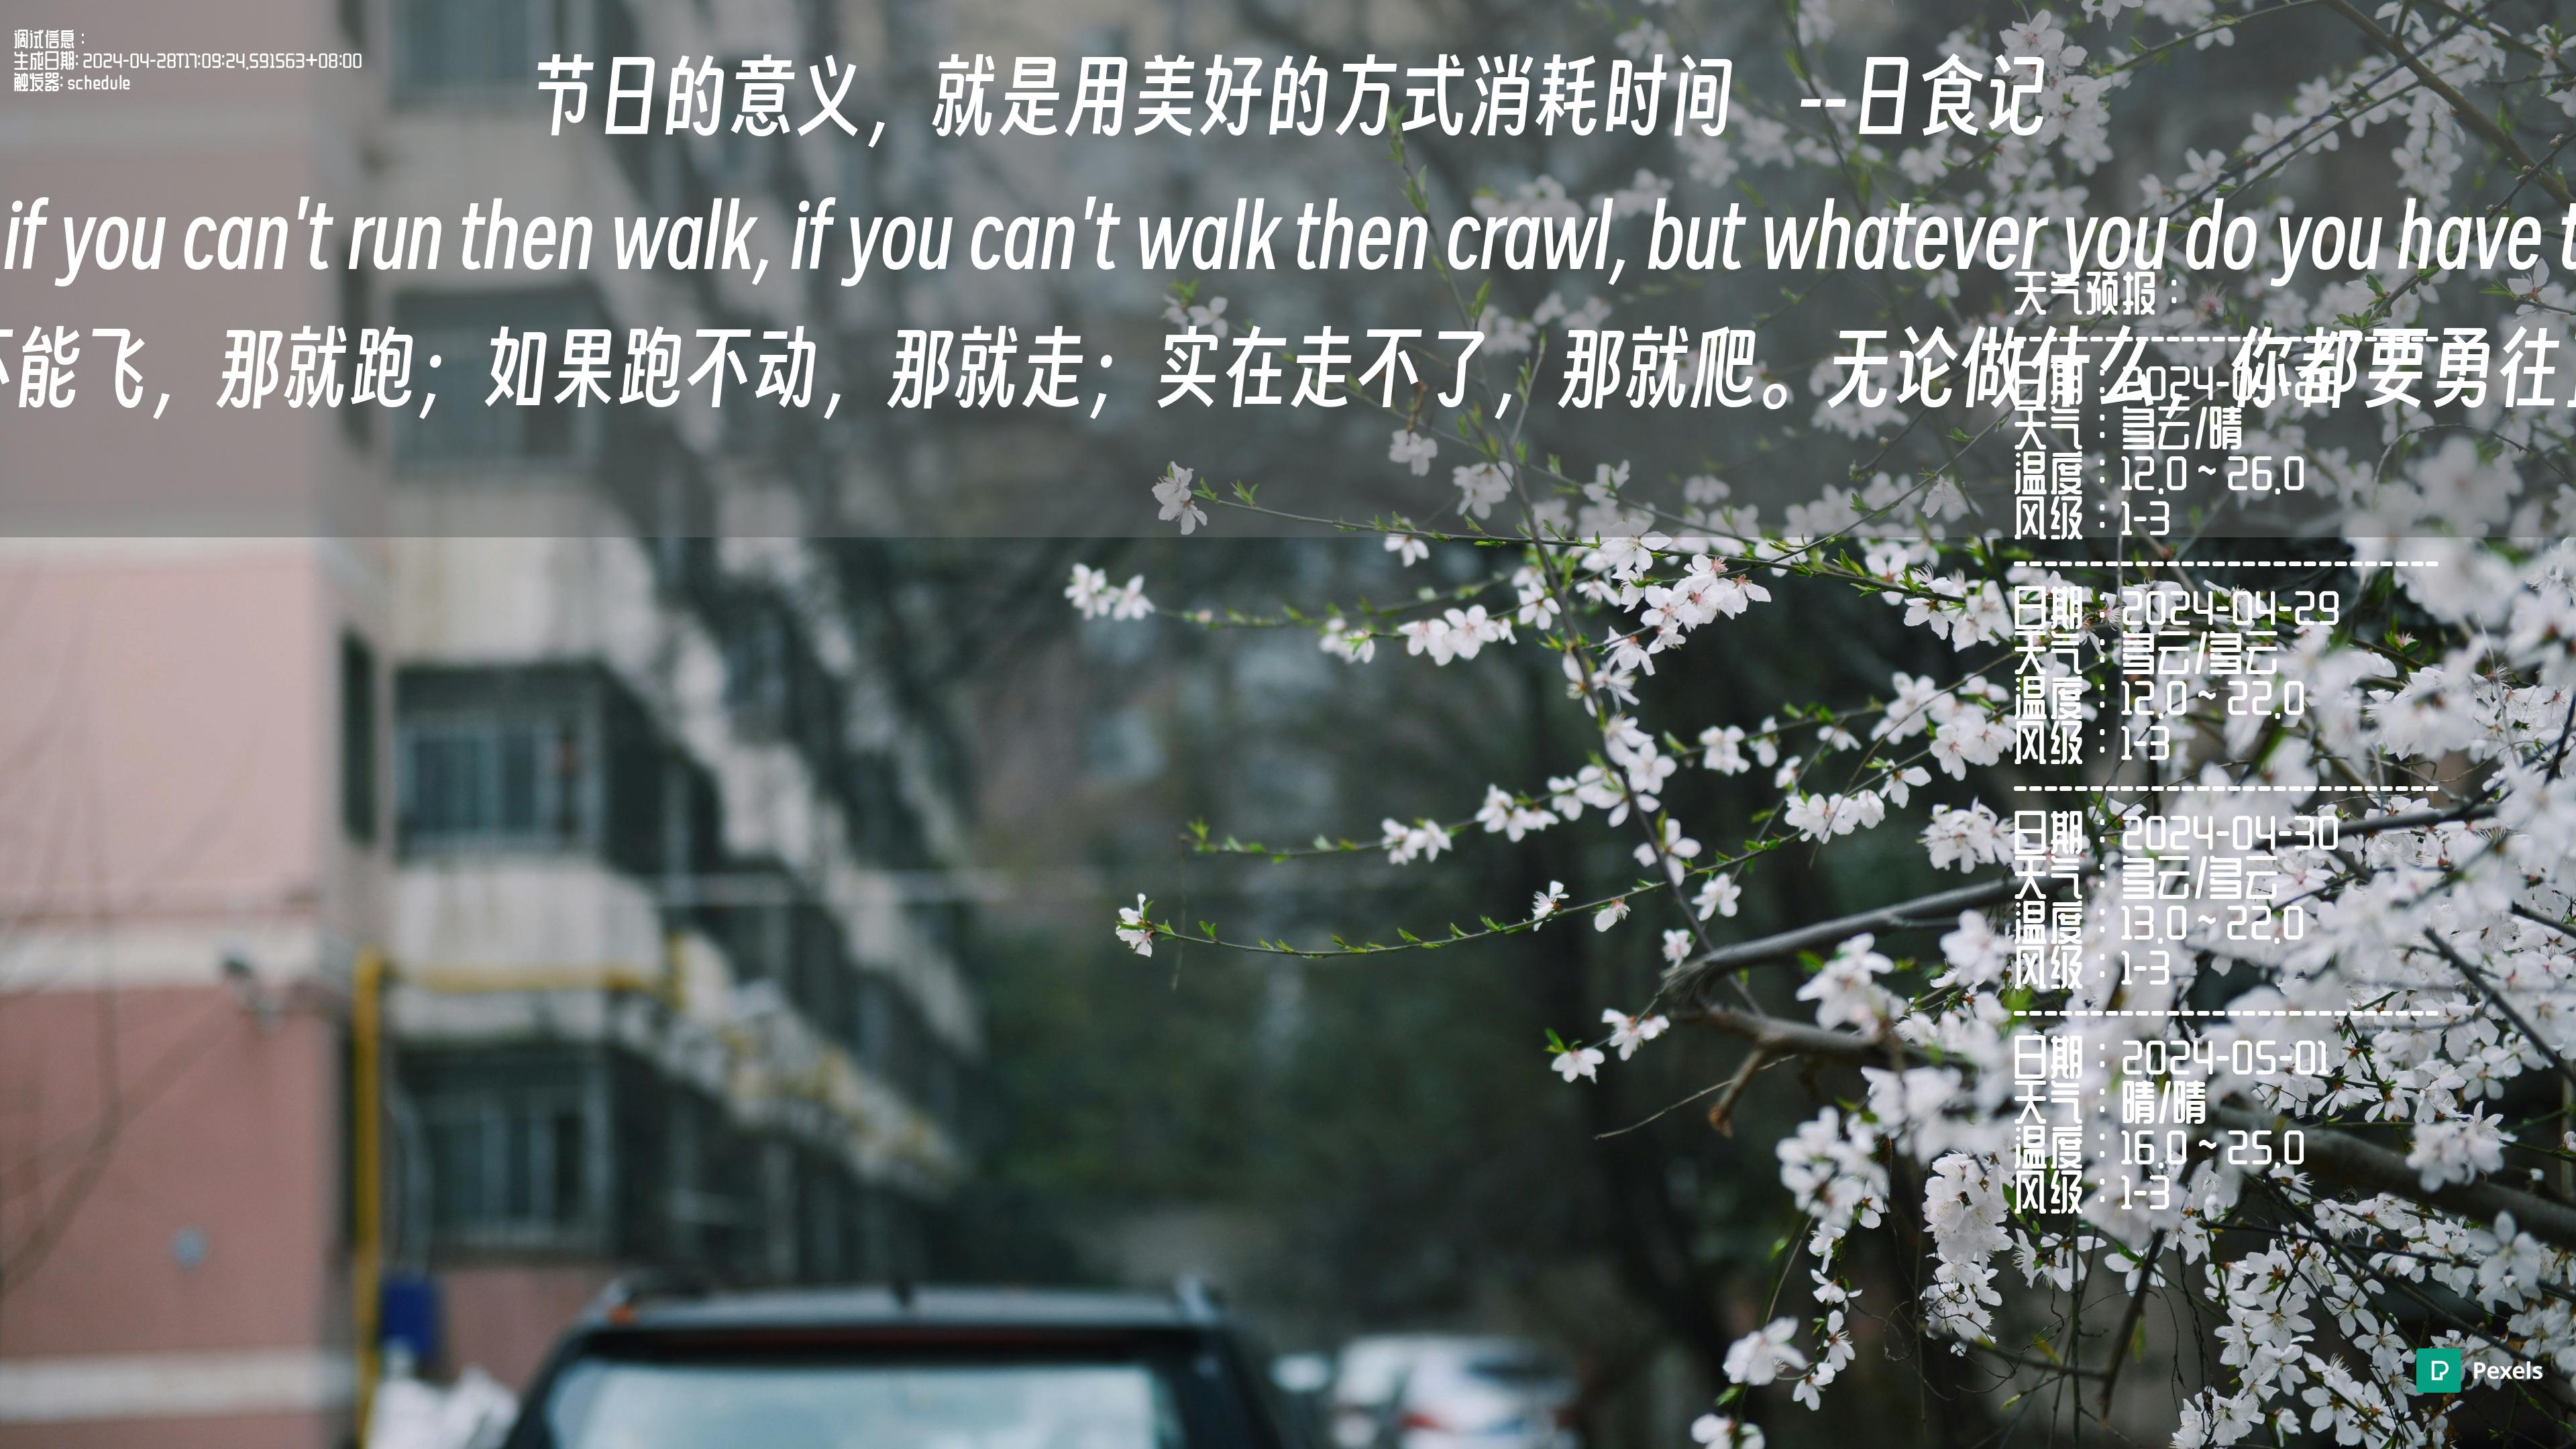 调试信息：
生成日期: 2024-04-28T17:09:24.591563+08:00
触发器: schedule
节日的意义，就是用美好的方式消耗时间 --日食记
if you can't run then walk, if you can't walk then crawl, but whatever you do you have
不能飞，那就跑；如果跑不动，那就走；实在走不了，那就爬。无论做什么，你都要勇往
天气预报：
------------------------------
日期：
天气：多云/晴
温度：12.0 ~ 26.0
风级：1-3
------------------------------
日期：2024-04-29
天气：多云/多云
温度：12.0 ~ 22.0
风级：1-3
------------------------------
日期：2024-04-30
天气：多云/多云
温度：13.0 ~ 22.0
风级：1-3
------------------------------
日期：2024-05-01
天气：晴/晴
温度：16.0 ~ 25.0
风级：1-3
Pexels